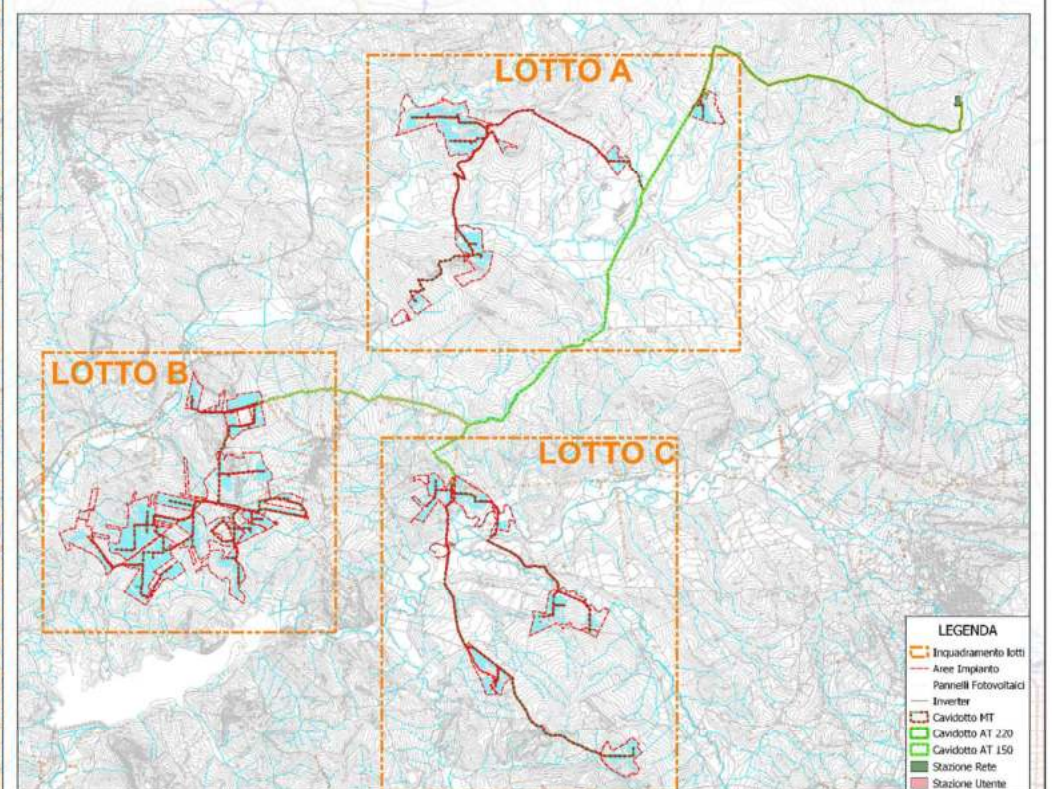 LOTTO A
LOTTO B
LOTTO C
LEGENDA
Inquadramento lotti
Aree Impianto
Pannelli Fotovoltaici
Inverter
Cavidotto MT
Cavidotto AT 220
Cavidotto AT 150
Stazione Rete
Stazione Utente